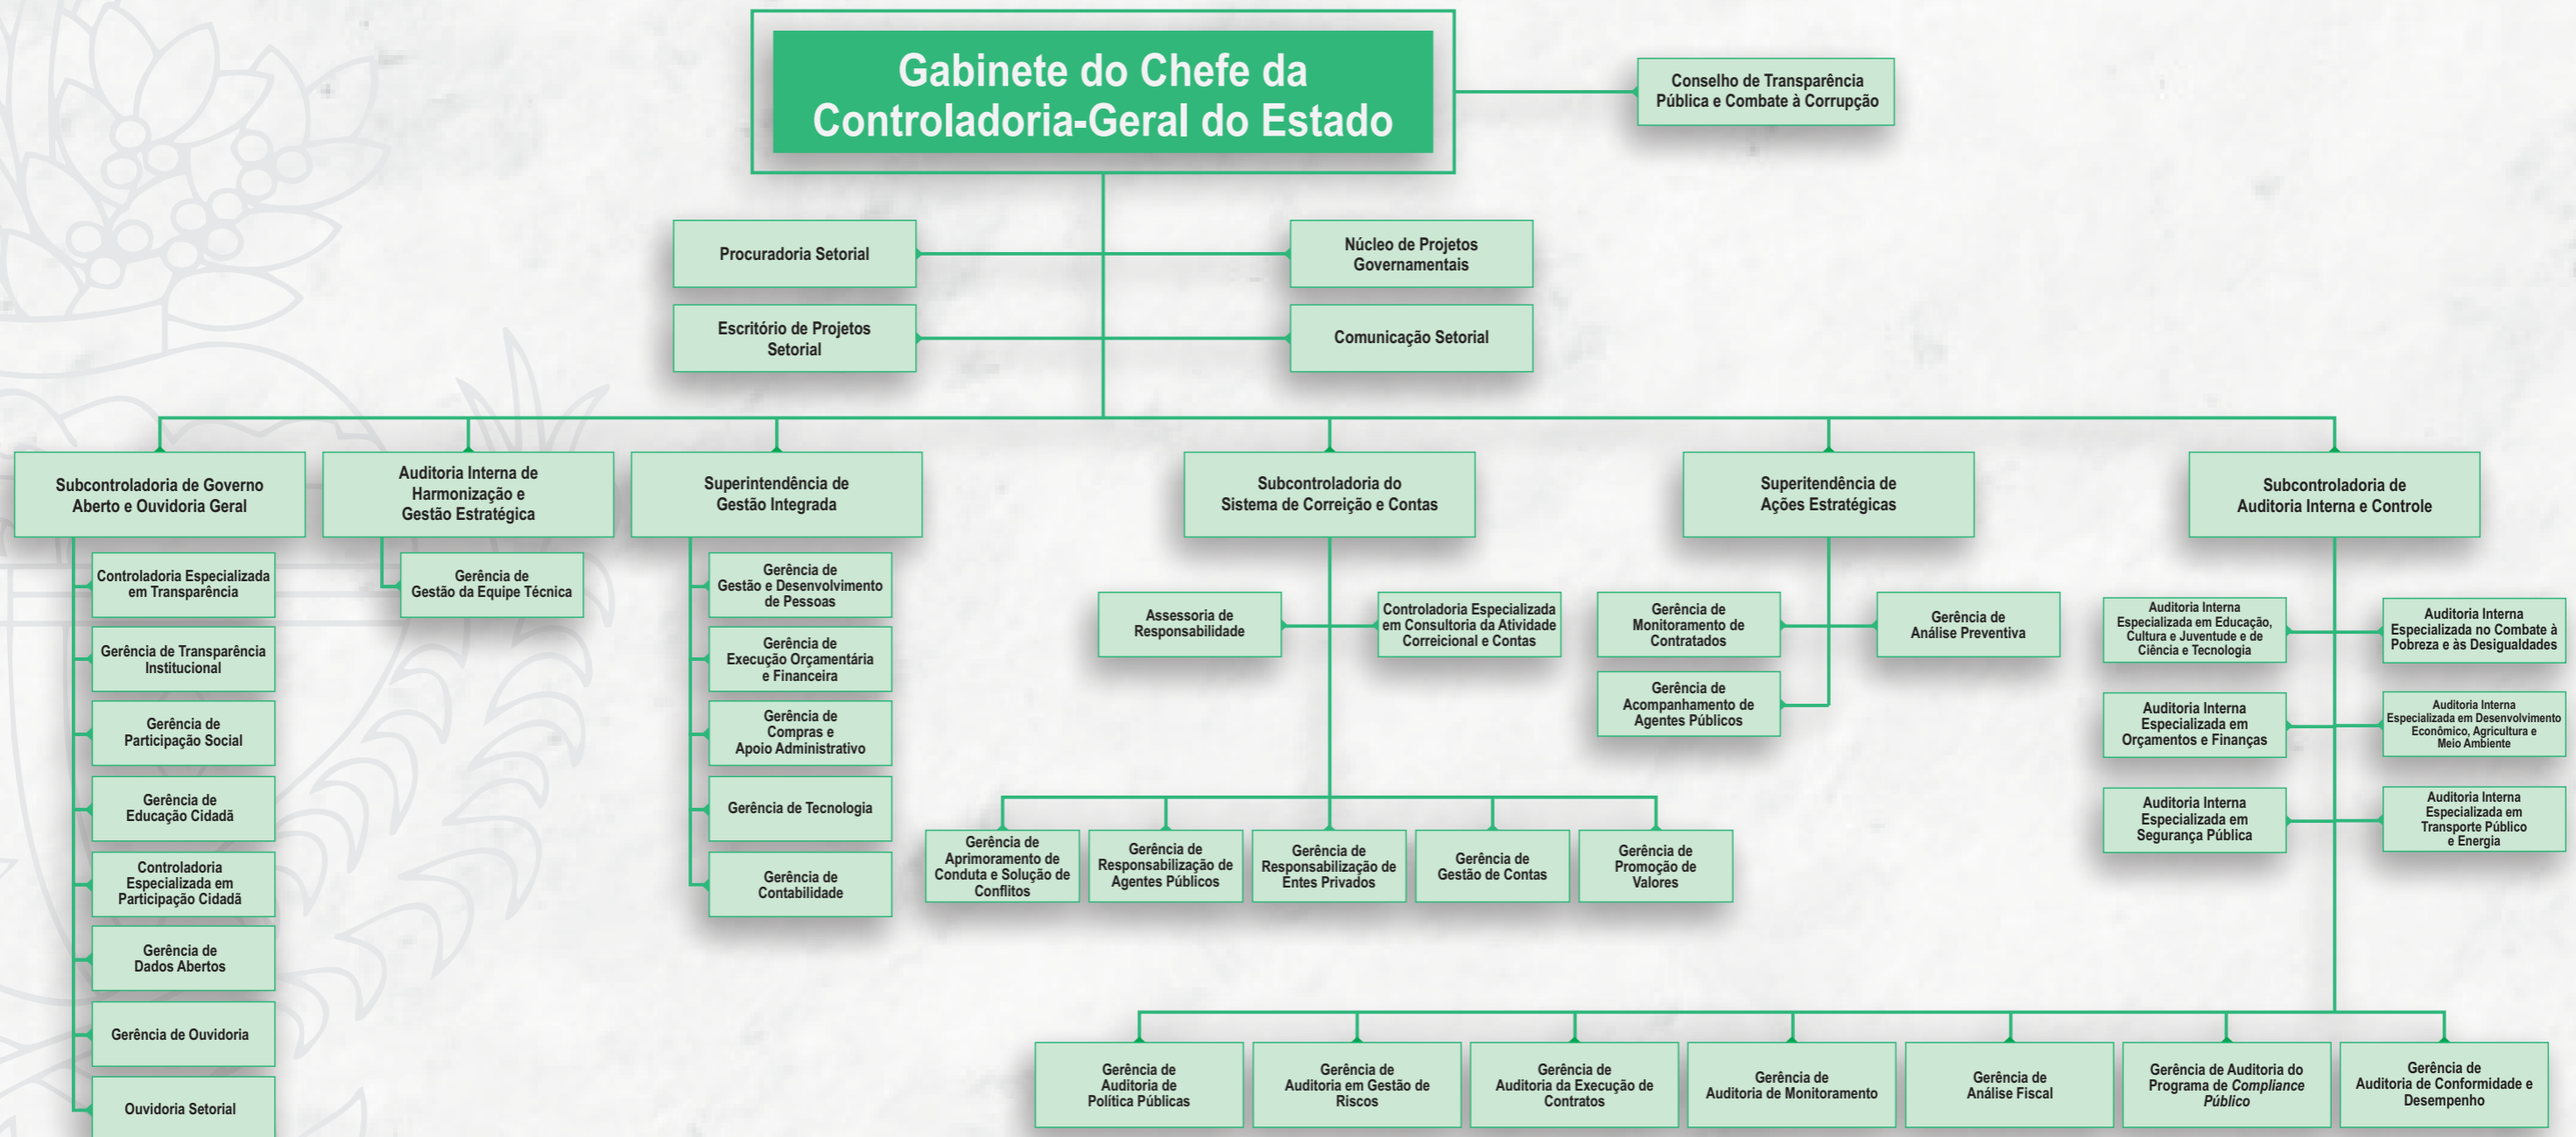 Gabinete do Chefe da
Controladoria-Geral do Estado
Conselho de Transparência
Pública e Combate à Corrupção
Procuradoria Setorial
Núcleo de Projetos
Governamentais
Escritório de Projetos
Setorial
Comunicação Setorial
Subcontroladoria de Governo
Aberto e Ouvidoria Geral
Auditoria Interna de
Harmonização e
Gestão Estratégica
Superintendência de
Gestão Integrada
Subcontroladoria do
Sistema de Correição e Contas
Superitendência de
Ações Estratégicas
Subcontroladoria de
Auditoria Interna e Controle
Controladoria Especializada
em Transparência
Gerência de Transparência
Institucional
Gerência de
Participação Social
Gerência de
Educação Cidadã
Controladoria
Especializada em
Participação Cidadã
Gerência de
Dados Abertos
Gerência de Ouvidoria
Ouvidoria Setorial
Gerência de
Gestão da Equipe Técnica
Gerência de
Gestão e Desenvolvimento
de Pessoas
Gerência de
Execução Orçamentária
e Financeira
Gerência de
Compras e
Apoio Administrativo
Gerência de Tecnologia
Gerência de
Contabilidade
Assessoria de
Responsabilidade
Controladoria Especializada
em Consultoria da Atividade
Correicional e Contas
Gerência de
Aprimoramento de
Conduta e Solução de
Conflitos
Gerência de
Responsabilização de
Agentes Públicos
Gerência de
Responsabilização de
Entes Privados
Gerência de
Gestão de Contas
Gerência de
Promoção de
Valores
Gerência de
Monitoramento de
Contratados
Gerência de
Análise Preventiva
Gerência de
Acompanhamento de
Agentes Públicos
Auditoria Interna
Especializada em Educação,
Cultura e Juventude e de
Ciência e Tecnologia
Auditoria Interna
Especializada no Combate à
Pobreza e às Desigualdades
Auditoria Interna
Especializada em
Orçamentos e Finanças
Auditoria Interna
Especializada em Desenvolvimento
Econômico, Agricultura e
Meio Ambiente
Auditoria Interna
Especializada em
Segurança Pública
Auditoria Interna
Especializada em
Transporte Público
e Energia
Gerência de
Auditoria de
Política Públicas
Gerência de
Auditoria em Gestão de
Riscos
Gerência de
Auditoria da Execução de
Contratos
Gerência de
Auditoria de Monitoramento
Gerência de
Análise Fiscal
Gerência de Auditoria do
Programa de Compliance
Público
Gerência de
Auditoria de Conformidade e
Desempenho